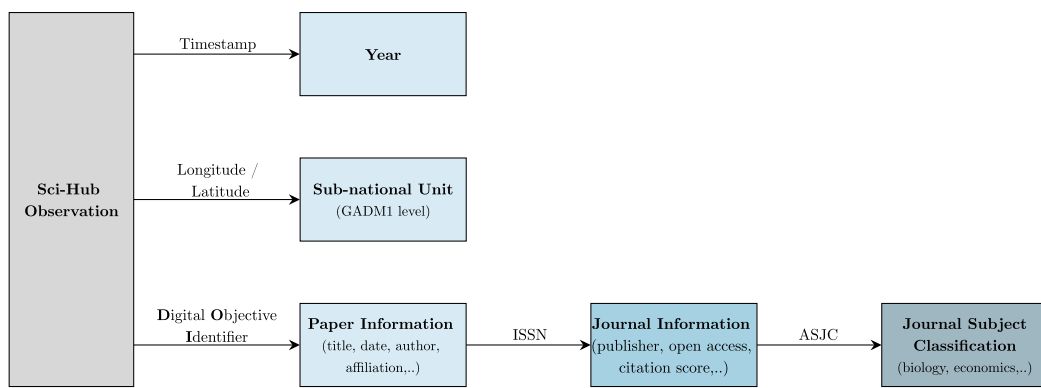 Timestamp
Year
Sci-Hub
Observation
Longitude /
Latitude
Sub-national Unit
(GADM1 level)
Digital Objective
Identifier
Paper Information
(title, date, author,
affiliation,..)
ISSN
Journal Information
(publisher, open access,
citation score,..)
ASJC
Journal Subject
Classification
(biology, economics,..)